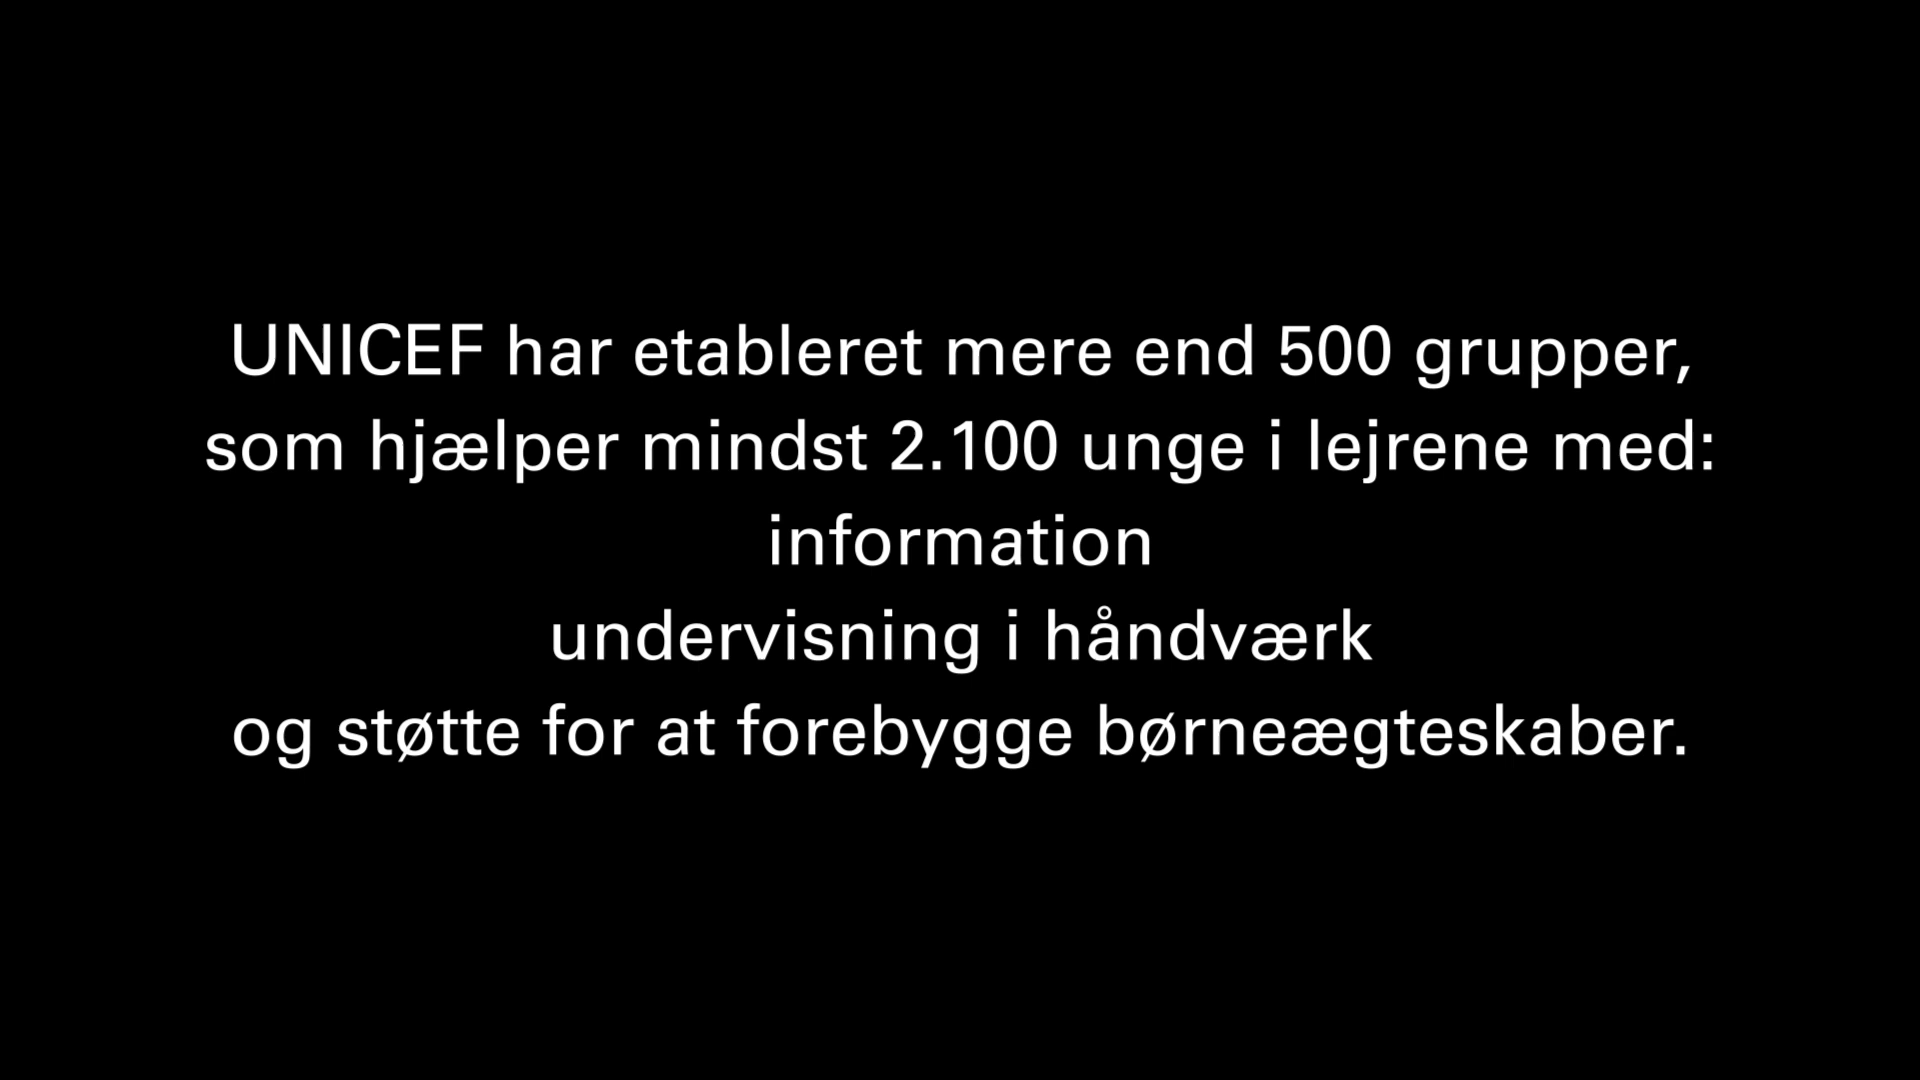 UNICEF har etableret mere end 500 grupper,
som hjælper mindst 2.100 unge i lejrene med:
information
undervisning i håndværk
og støtte for at forebygge børneægteskaber.